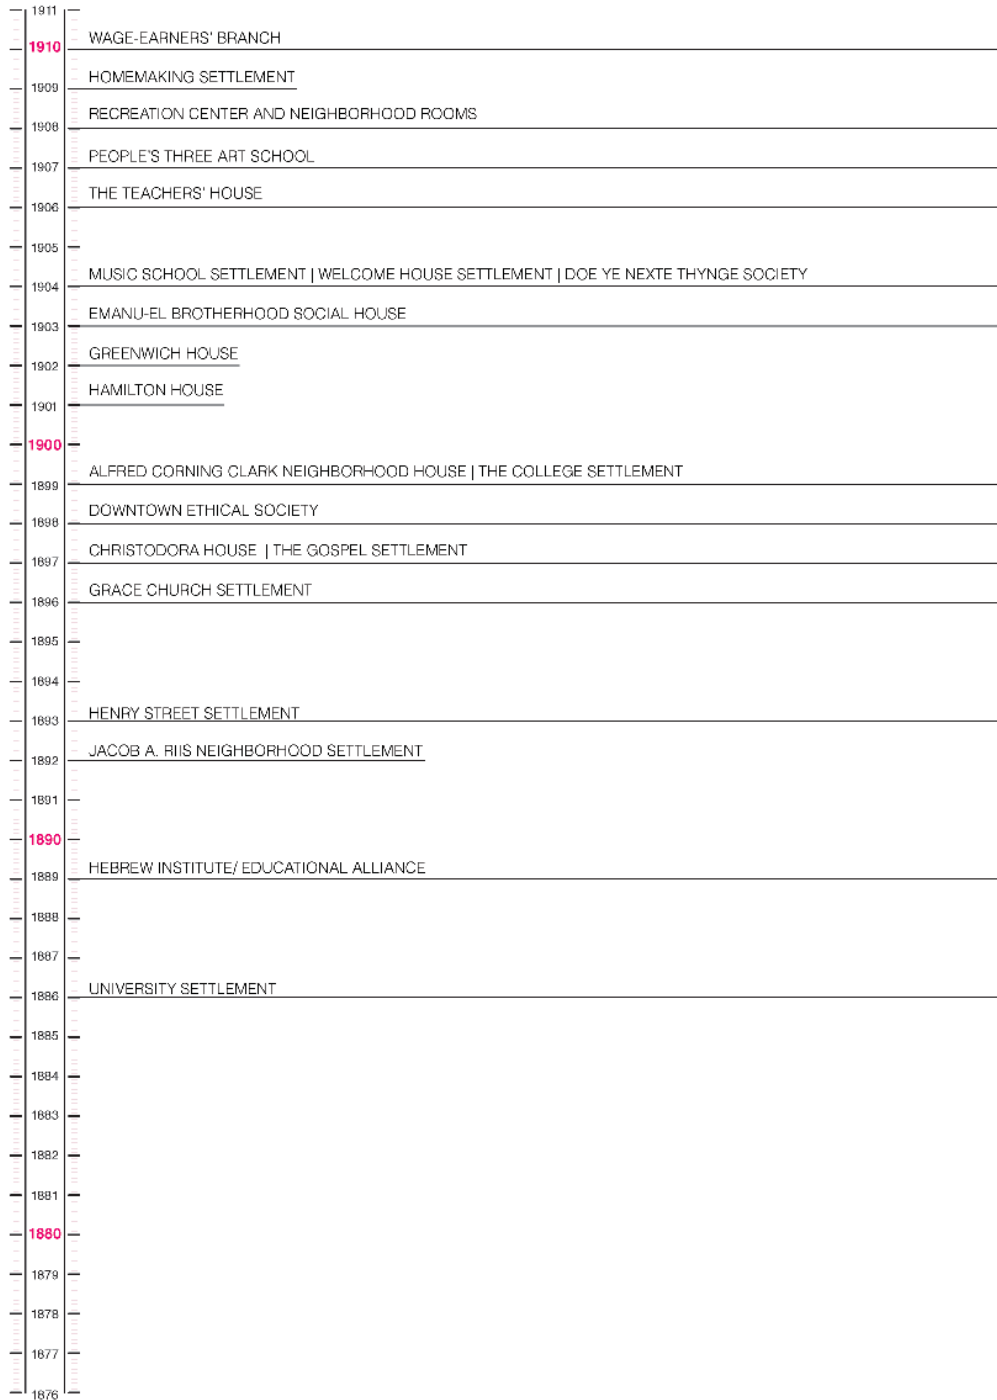 1911
WAGE-EARNERS' BRANCH
1910
HOMEMAKING SETTLEMENT
1909
RECREATION CENTER AND NEIGHBORHOOD ROOMS
1908
PEOPLE'S THREE ART SCHOOL
1907
THE TEACHERS' HOUSE
1906
1905
MUSIC SCHOOL SETTLEMENT | WELCOME HOUSE SETTLEMENT | DOE YE NEXTE THYNGE SOCIETY
1904
EMANU-EL BROTHERHOOD SOCIAL HOUSE
1903
GREENWICH HOUSE
1902
HAMILTON HOUSE
1901
1900
ALFRED CORNING CLARK NEIGHBORHOOD HOUSE | THE COLLEGE SETTLEMENT
1899
DOWNTOWN ETHICAL SOCIETY
1898
CHRISTODORA HOUSE | THE GOSPEL SETTLEMENT
1897
GRACE CHURCH SETTLEMENT
1896
1895
1894
HENRY STREET SETTLEMENT
1893
JACOB A. RIIS NEIGHBORHOOD SETTLEMENT
1892
1891
1890
HEBREW INSTITUTE/ EDUCATIONAL ALLIANCE
1889
1888
1887
UNIVERSITY SETTLEMENT
1886
1885
1884
1883
1882
1881
1880
1879
1878
1877
1876